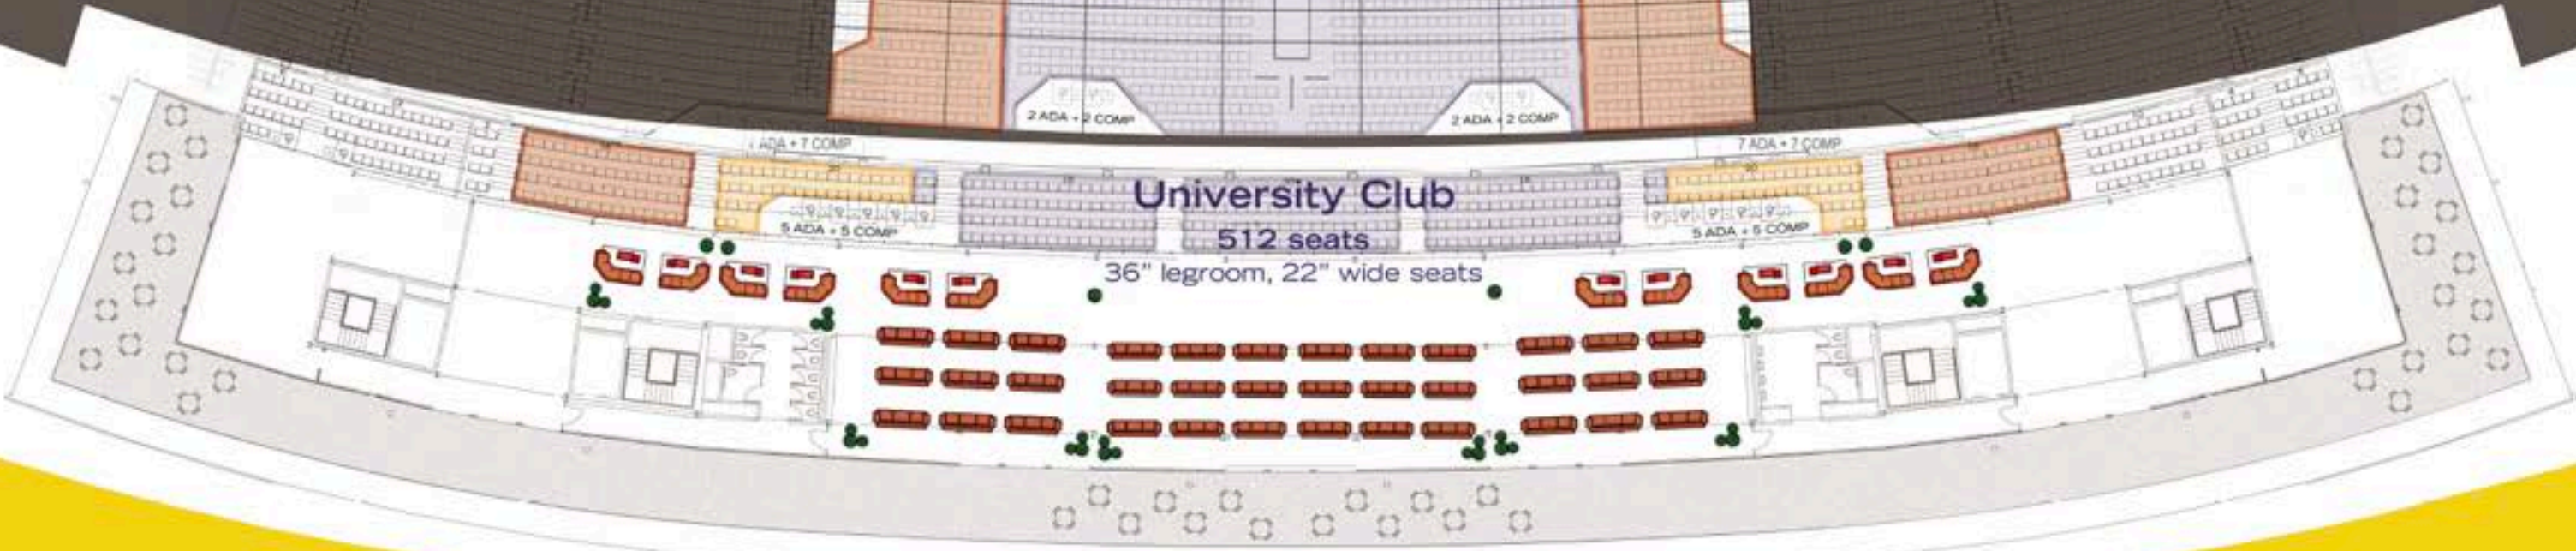 2 ADA + 2 COMP
2 ADA + 2 COMP
ADA + 7 COMP
7 ADA + 7 COMP
University Club
5 ADA + 5 COMP
512 seats
5 ADA + 5 COMP
36" legroom, 22" wide seats